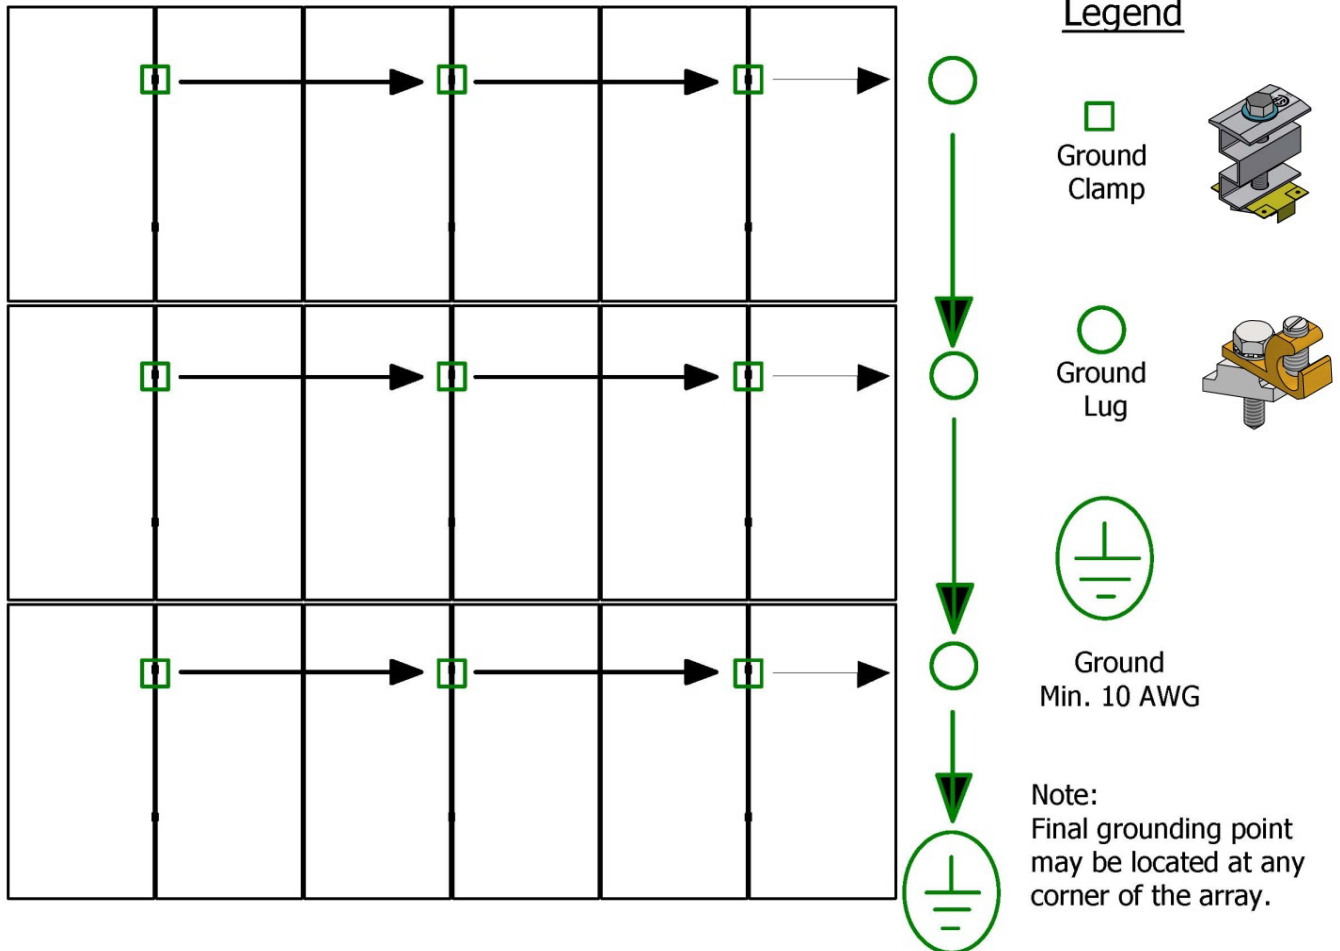 Legend
Ground
Clamp
Ground
Lug
Ground
Min. 10 AWG
Note:
Final grounding point
may be located at any
corner of the array.